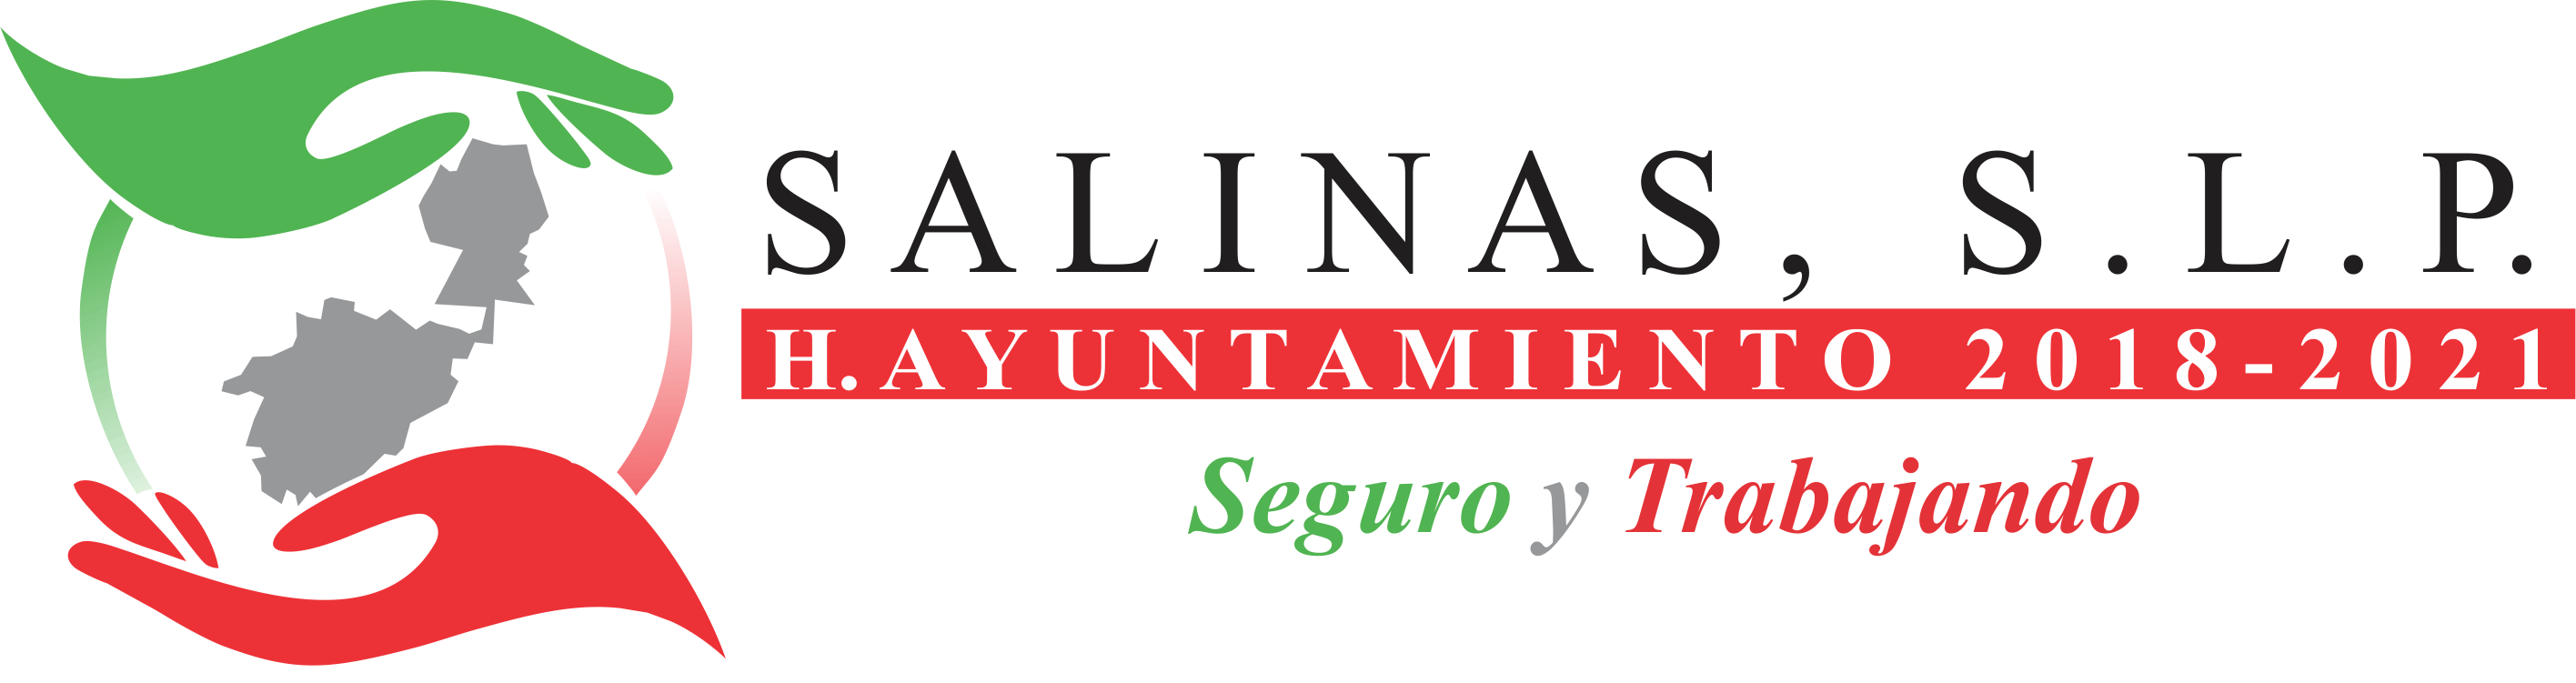 SALINAS, S.L.P.
H.AYUNTAMIENTO 2018-2021
Seguro y Trabajando